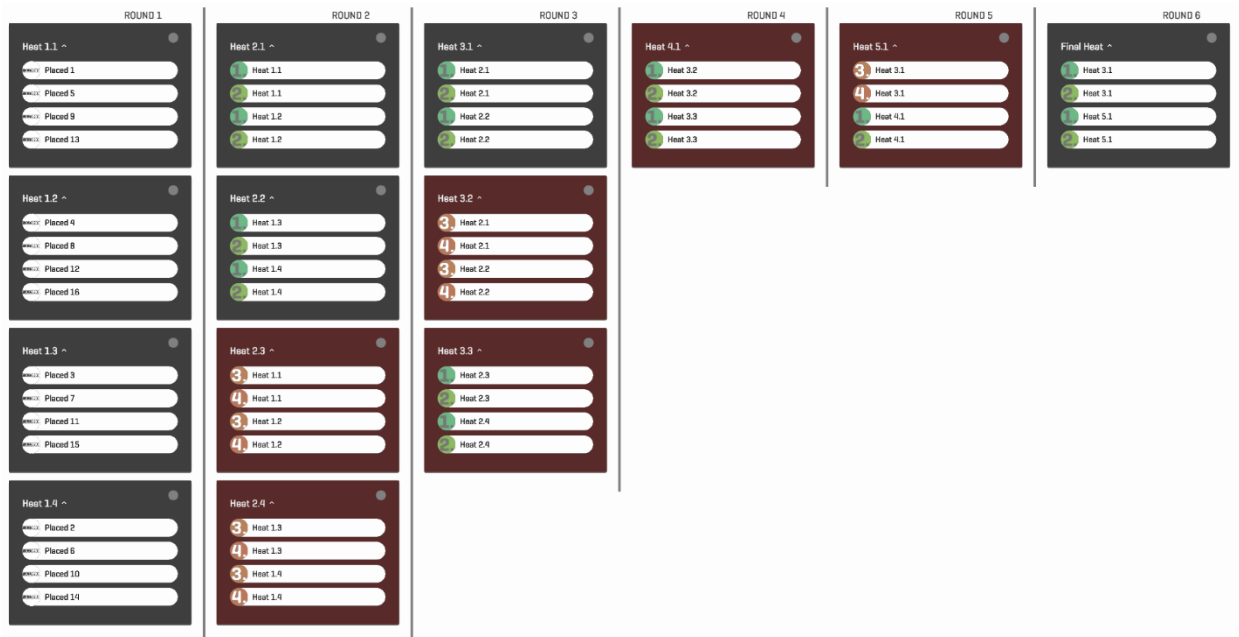 ROUND 1
Heat 1.1 ^
Placed 1
Placed 5
Placed 9
Placed 13
Heat 1.2 ^
Placed 4
Placed 8
Placed 12
Placed 16
Heat 1.3 ^
Placed 3
Placed 7
Placed 11
Placed 15
Heat 1.4 ^
Placed 2
Placed 6
Placed 10
Placed 14
ROUND 2
Heat 2.1 ^
1. Heat 1.1
2. Heat 1.1
1. Heat 1.2
2. Heat 1.2
Heat 2.2 ^
1. Heat 1.3
2. Heat 1.3
1. Heat 1.4
2. Heat 1.4
Heat 2.3 ^
3. Heat 1.1
4. Heat 1.1
3. Heat 1.2
4. Heat 1.2
Heat 2.4 ^
3. Heat 1.3
4. Heat 1.3
3. Heat 1.4
4. Heat 1.4
ROUND 3
Heat 3.1 ^
1. Heat 2.1
2. Heat 2.1
1. Heat 2.2
2. Heat 2.2
Heat 3.2 ^
3. Heat 2.1
4. Heat 2.1
3. Heat 2.2
4. Heat 2.2
Heat 3.3 ^
1. Heat 2.3
2. Heat 2.3
1. Heat 2.4
2. Heat 2.4
ROUND 4
Heat 4.1 ^
1. Heat 3.2
2. Heat 3.2
1. Heat 3.3
2. Heat 3.3
ROUND 5
Heat 5.1 ^
3. Heat 3.1
4. Heat 3.1
1. Heat 4.1
2. Heat 4.1
ROUND 6
Final Heat ^
1. Heat 3.1
2. Heat 3.1
1. Heat 5.1
2. Heat 5.1